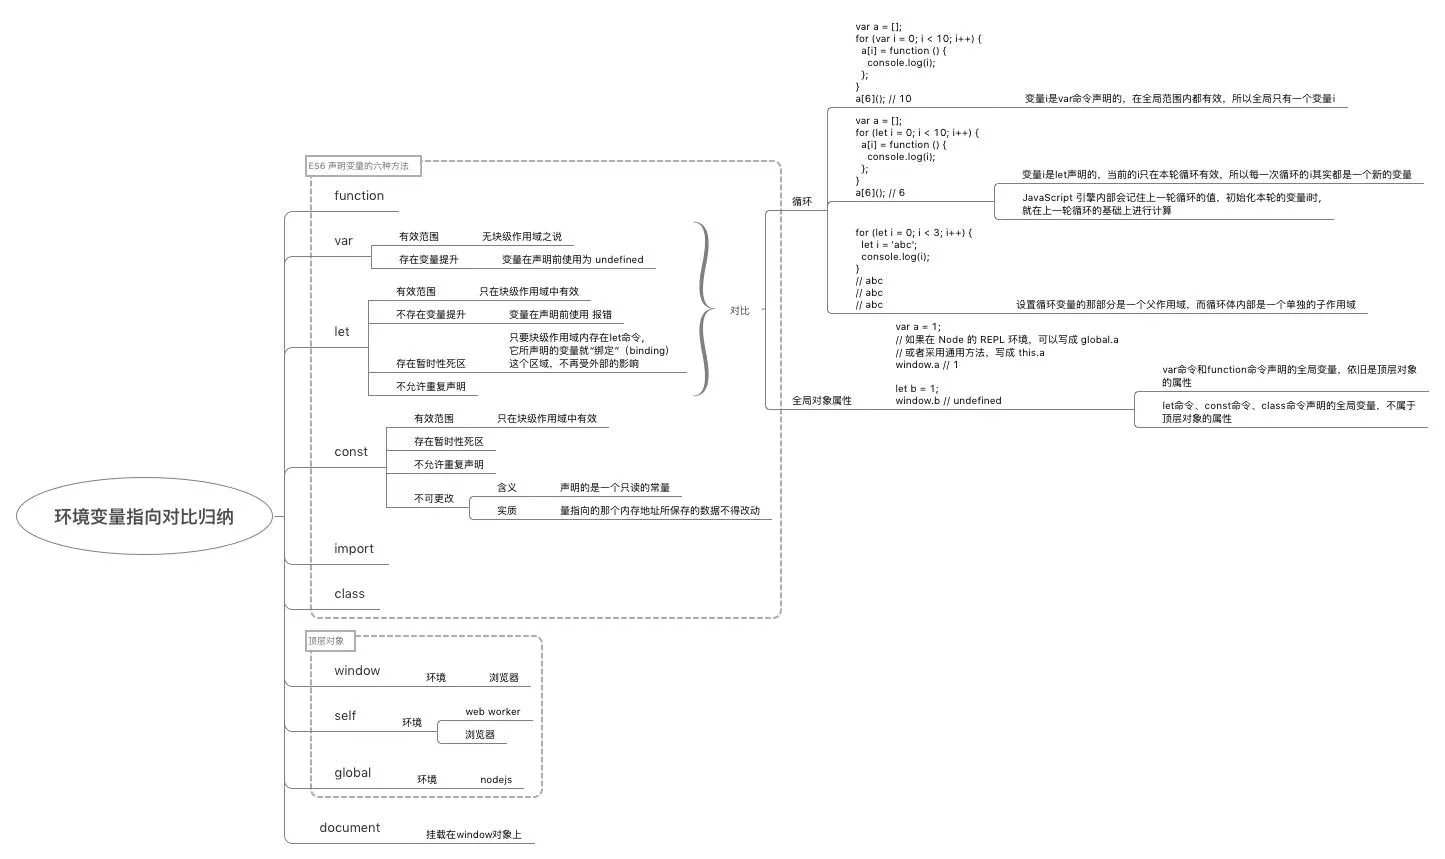 环境变量指向对比归纳
ES6 声明变量的六种方法
function
var
有效范围
无块级作用域之说
存在变量提升
变量在声明前使用为 undefined
let
有效范围
只在块级作用域中有效
不存在变量提升
变量在声明前使用 报错
存在暂时性死区
只要块级作用域内存在let命令，
它所声明的变量就“绑定”（binding）
这个区域，不再受外部的影响
不允许重复声明
const
有效范围
只在块级作用域中有效
存在暂时性死区
不允许重复声明
不可更改
含义
声明的是一个只读的常量
实质
量指向的那个内存地址所保存的数据不得改动
import
class
对比
循环
var a = [];
for (var i = 0; i < 10; i++) {
a[i] = function () {
console.log(i);
};
}
a[6](); // 10
变量i是var命令声明的，在全局范围内都有效，所以全局只有一个变量i
var a = [];
for (let i = 0; i < 10; i++) {
a[i] = function () {
console.log(i);
};
}
a[6](); // 6
变量i是let声明的，当前的i只在本轮循环有效，所以每一次循环的i其实都是一个新的变量
JavaScript 引擎内部会记住上一轮循环的值，初始化本轮的变量i时，
就在上一轮循环的基础上进行计算
for (let i = 0; i < 3; i++) {
let i = 'abc';
console.log(i);
}
// abc
// abc
// abc
设置循环变量的那部分是一个父作用域，而循环体内部是一个单独的子作用域
全局对象属性
var a = 1;
// 如果在 Node 的 REPL 环境，可以写成 global.a
// 或者采用通用方法，写成 this.a
window.a // 1
let b = 1;
window.b // undefined
var命令和function命令声明的全局变量，依旧是顶层对象
的属性
let命令、const命令、class命令声明的全局变量，不属于
顶层对象的属性
顶层对象
window
环境
浏览器
self
环境
web worker
浏览器
global
环境
nodejs
document
挂载在window对象上